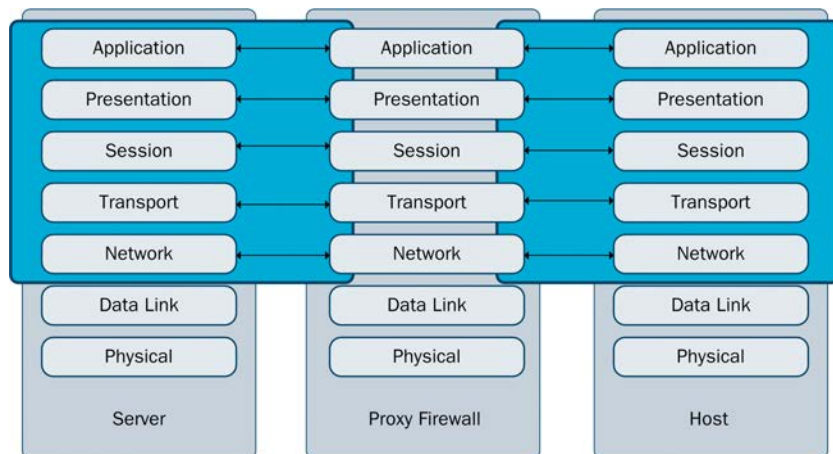 Application Application Application
Presentation Presentation Presentation
Session Session Session
Transport Transport Transport
Network Network Network
Data Link Data Link Data Link
Physical Physical Physical
Server Proxy Firewall Host